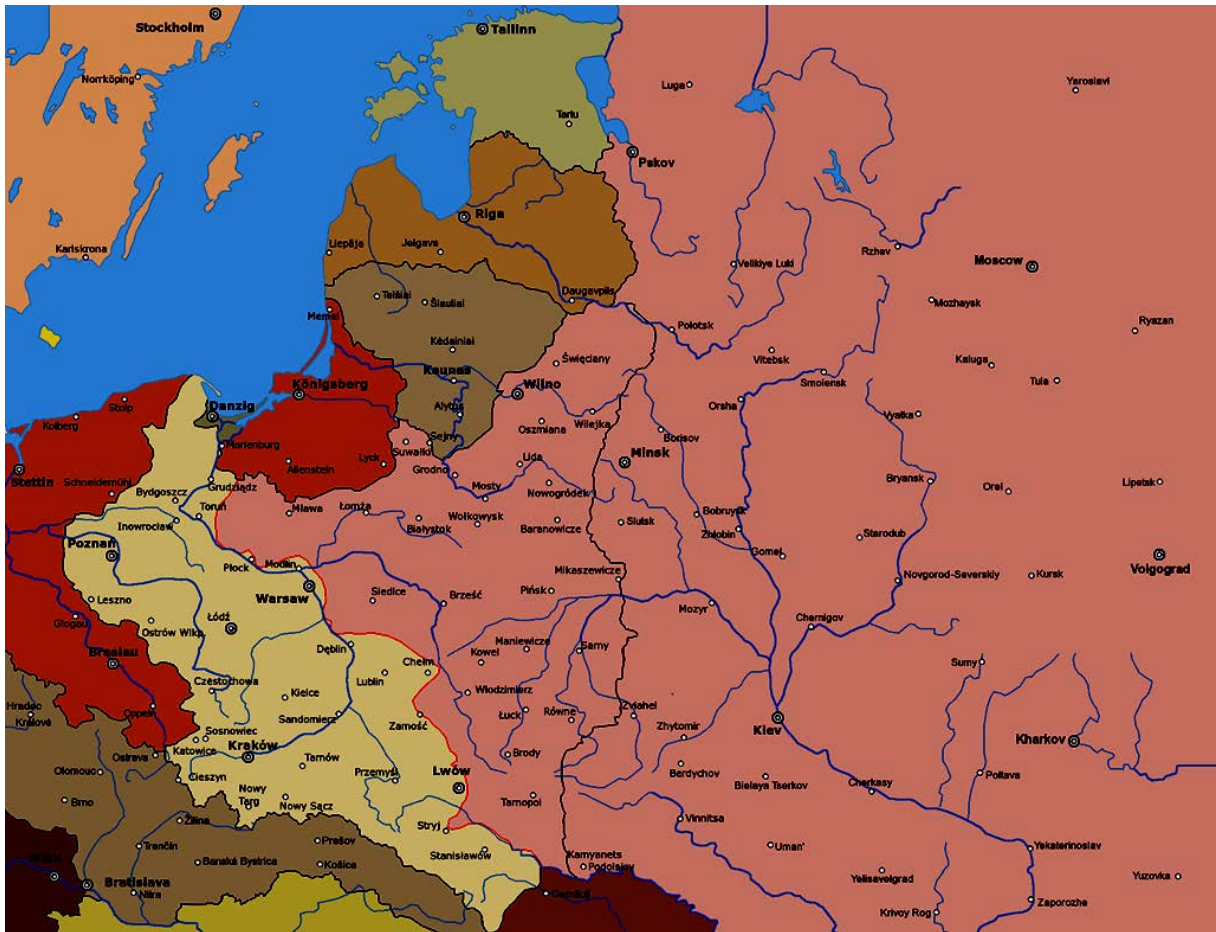 Stockholm
Tallinn
Norrköping
Luga
Yaroslavl
Tartu
Pskov
Riga
Karlskrona
Liepāja
Jelgava
Rzhev
Moscow
Velikiye Luki
Daugavpils
Telšiai
Šiauliai
Mozhaysk
Memel
Polotsk
Ryazan
Kėdainiai
Święciany
Vitebsk
Kaluga
Kaunas
Smolensk
Tula
Königsberg
Wilno
Stolp
Danzig
Alytus
Orsha
Vyatka
Kolberg
Oszmiana
Wilejka
Marienburg
Sejny
Borisov
Suwałki
Minsk
Allenstein
Lyck
Lida
Stettin
Grodno
Bryansk
Schneidemühl
Grudziądz
Nowogródek
Orel
Lipetsk
Bydgoszcz
Mosty
Toruń
Mława
Łomża
Bobruysk
Inowrocław
Białystok
Wołkowysk
Baranowicze
Slutsk
Zhlobin
Starodub
Poznań
Gomel
Płock
Modlin
Volgograd
Mikaszewicze
Novgorod-Severskiy
Kursk
Warsaw
Siedlce
Brześć
Pińsk
Leszno
Mozyr
Glogau
Łódź
Ostrów Wlkp.
Chernigov
Maniewicze
Sarny
Dęblin
Kowel
Breslau
Chełm
Sumy
Lublin
Częstochowa
Włodzimierz
Kielce
Oppeln
Hradec
Králové
Sandomierz
Zamość
Łuck
Równe
Zviahel
Zhytomir
Kiev
Sosnowiec
Katowice
Kraków
Kharkov
Ostrava
Brody
Olomouc
Tarnów
Przemyśl
Lwów
Berdychov
Bielaya Tserkov
Poltava
Cieszyn
Cherkasy
Brno
Nowy
Targ
Nowy Sącz
Tarnopol
Žilina
Stryj
Vinnitsa
Trenčín
Prešov
Uman'
Yekaterinoslav
Stanisławów
Kamyanets
Podolskiy
Banská Bystrica
Košice
Yelisavetgrad
Yuzovka
Bratislava
Nitra
Krivoy Rog
Zaporozhe